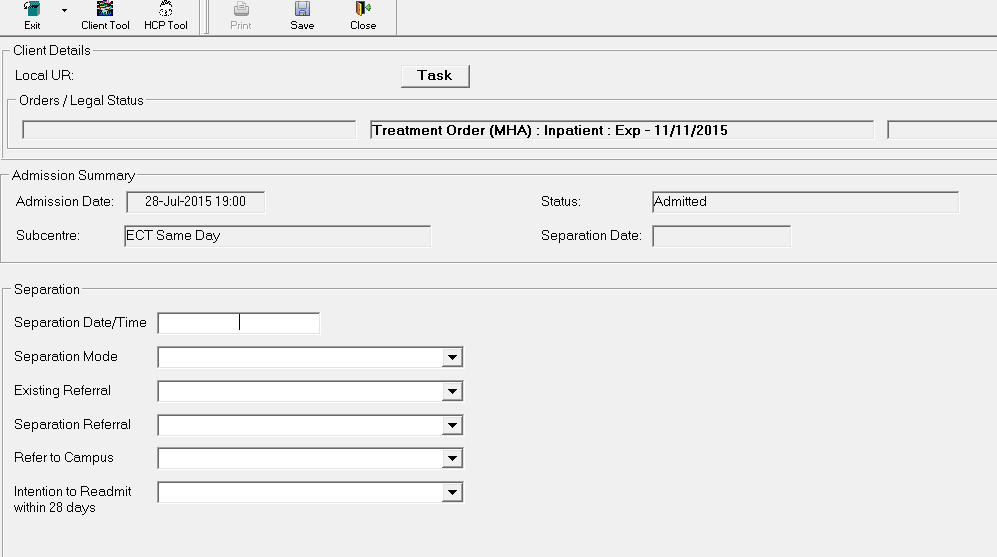 Exit Client Tool HCP Tool Print Save Close
Client Details
Local UR: Task
Orders / Legal Status
Treatment Order (MHA) : Inpatient : Exp - 11/11/2015
Admission Summary
Admission Date: 28-Jul-2015 19:00 Status: Admitted
Subcentre: ECT Same Day Separation Date:
Separation
Separation Date/Time
Separation Mode
Existing Referral
Separation Referral
Refer to Campus
Intention to Readmit
within 28 days